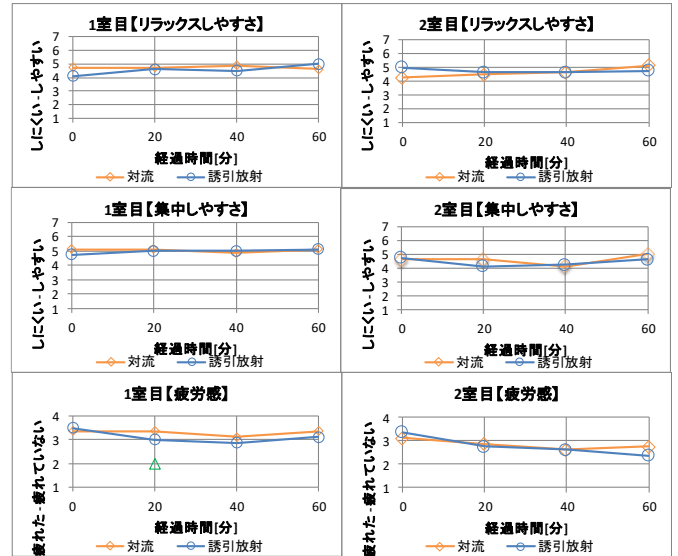 1室目【リラックスしやすさ】
しにくい-しやすい
7
6
5
4
3
2
1
0 20 40 60
経過時間[分]
対流 誘引放射
2室目【リラックスしやすさ】
しにくい-しやすい
7
6
5
4
3
2
1
0 20 40 60
経過時間[分]
対流 誘引放射
1室目【集中しやすさ】
しにくい-しやすい
7
6
5
4
3
2
1
0 20 40 60
経過時間[分]
対流 誘引放射
2室目【集中しやすさ】
しにくい-しやすい
7
6
5
4
3
2
1
0 20 40 60
経過時間[分]
対流 誘引放射
1室目【疲労感】
疲れた-疲れていない
4
3
2
1
0 20 40 60
経過時間[分]
対流 誘引放射
2室目【疲労感】
疲れた-疲れていない
4
3
2
1
0 20 40 60
経過時間[分]
対流 誘引放射